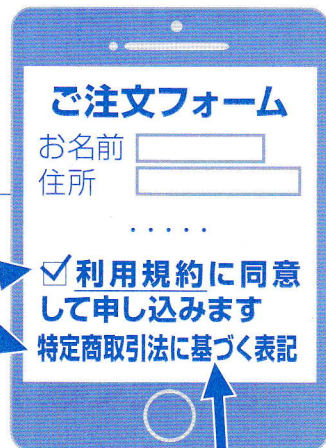 ご注文フォーム
お名前
住所
.....
☑利用規約に同意
して申し込みます
特定商取引法に基づく表記